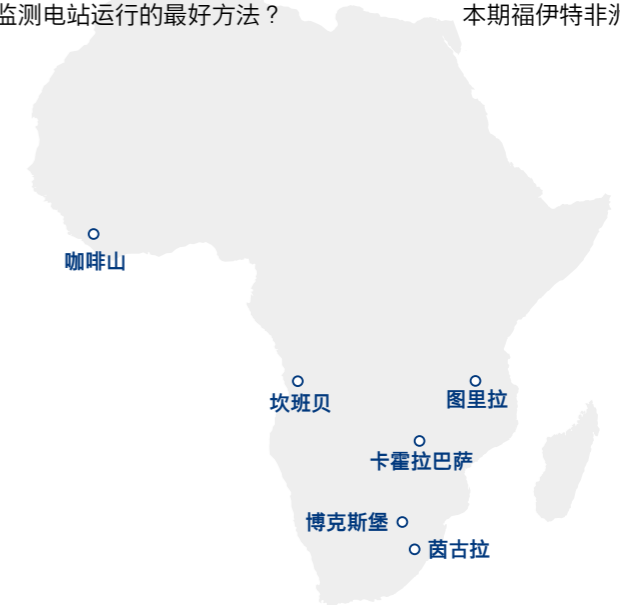 监测电站运行的最好方法？
本期福伊特非洲
咖啡山
坎班贝
图里拉
卡霍拉巴萨
博克斯堡
茵古拉